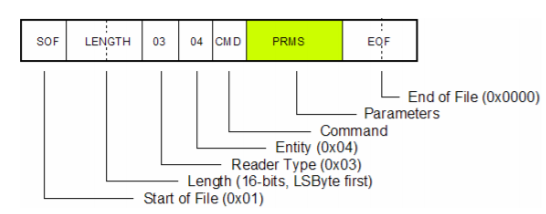 SOF LENGTH 03 04 CMD PRMS EOF
End of File (0x0000)
Parameters
Command
Entity (0x04)
Reader Type (0x03)
Length (16-bits, LSByte first)
Start of File (0x01)